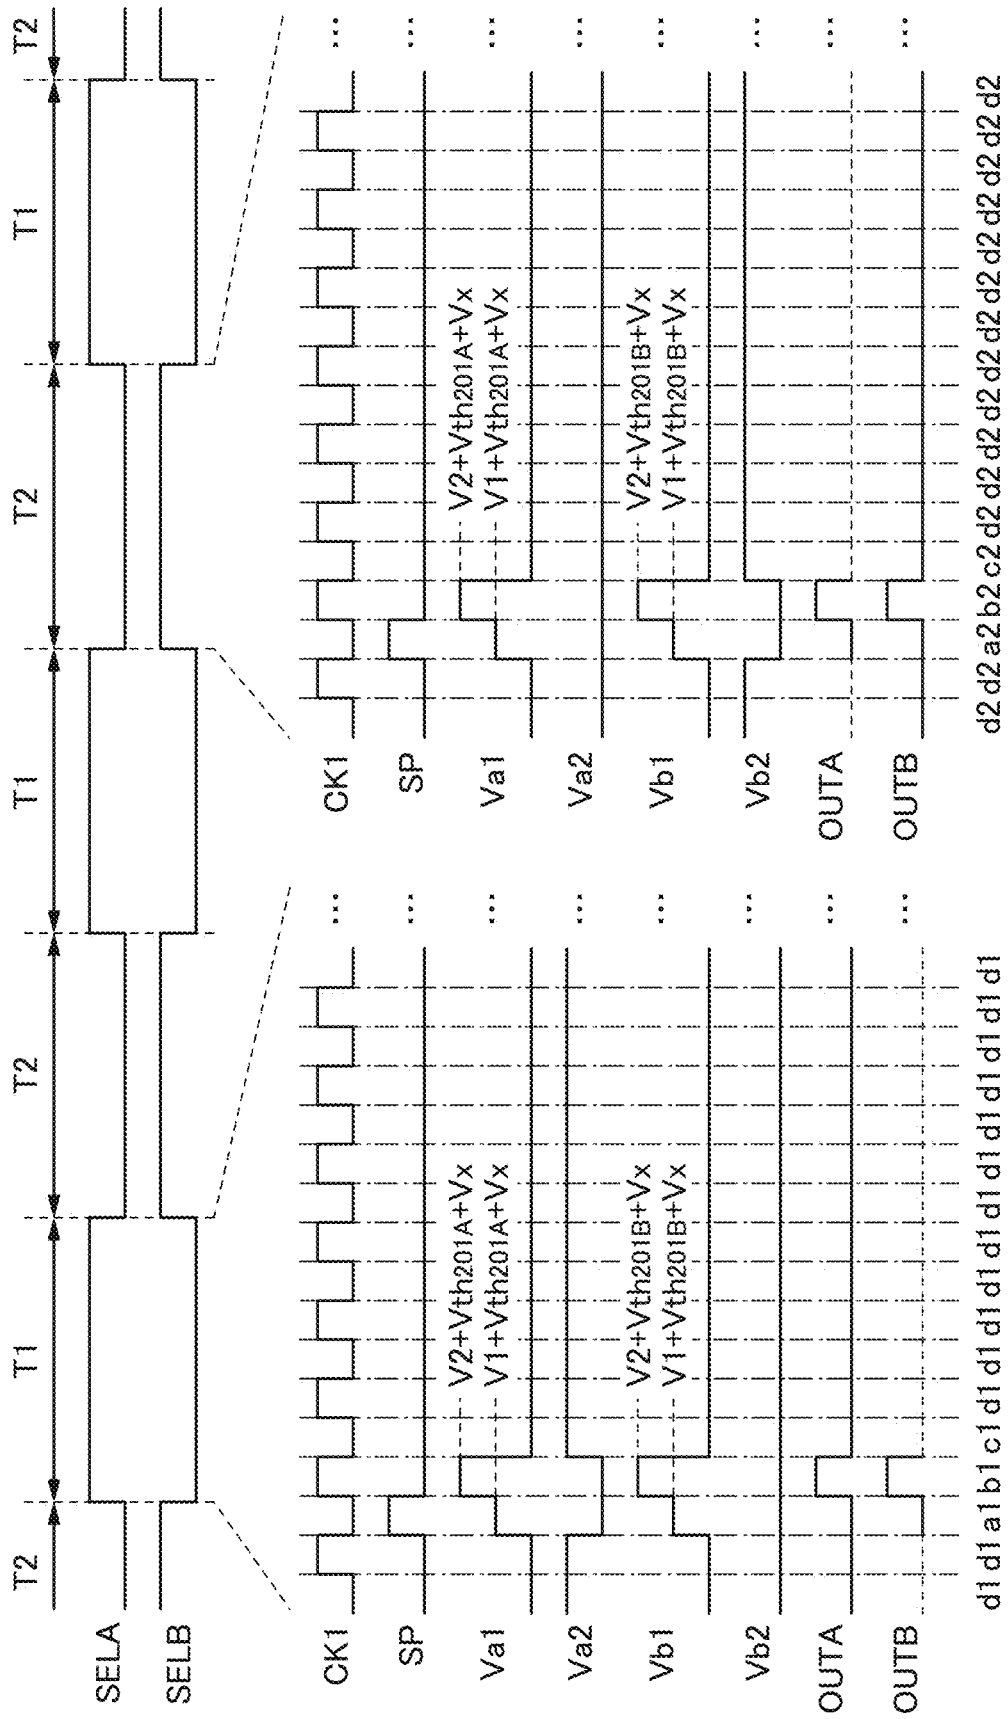 T2 T1 T2 T1 T2 T1 T2
SELA
SELB
CK1 ...
SP ...
Va1 V2+Vth201A+Vx ...
V1+Vth201A+Vx
Va2 ...
Vb1 V2+Vth201B+Vx ...
V1+Vth201B+Vx
Vb2 ...
OUTA ...
OUTB ...
d1 d1 a1 b1 c1 d1 d1 d1 d1 d1 d1 d1 d1 d1 d1 d1 d1
CK1 ...
SP ...
Va1 V2+Vth201A+Vx ...
V1+Vth201A+Vx
Va2 ...
Vb1 V2+Vth201B+Vx ...
V1+Vth201B+Vx
Vb2 ...
OUTA ...
OUTB ...
d2 d2 a2 b2 c2 d2 d2 d2 d2 d2 d2 d2 d2 d2 d2 d2 d2